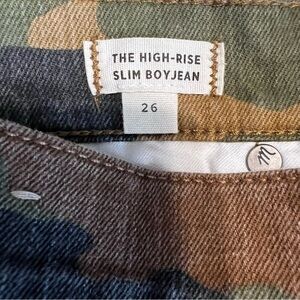 THE HIGH-RISE
SLIM BOYJEAN
26